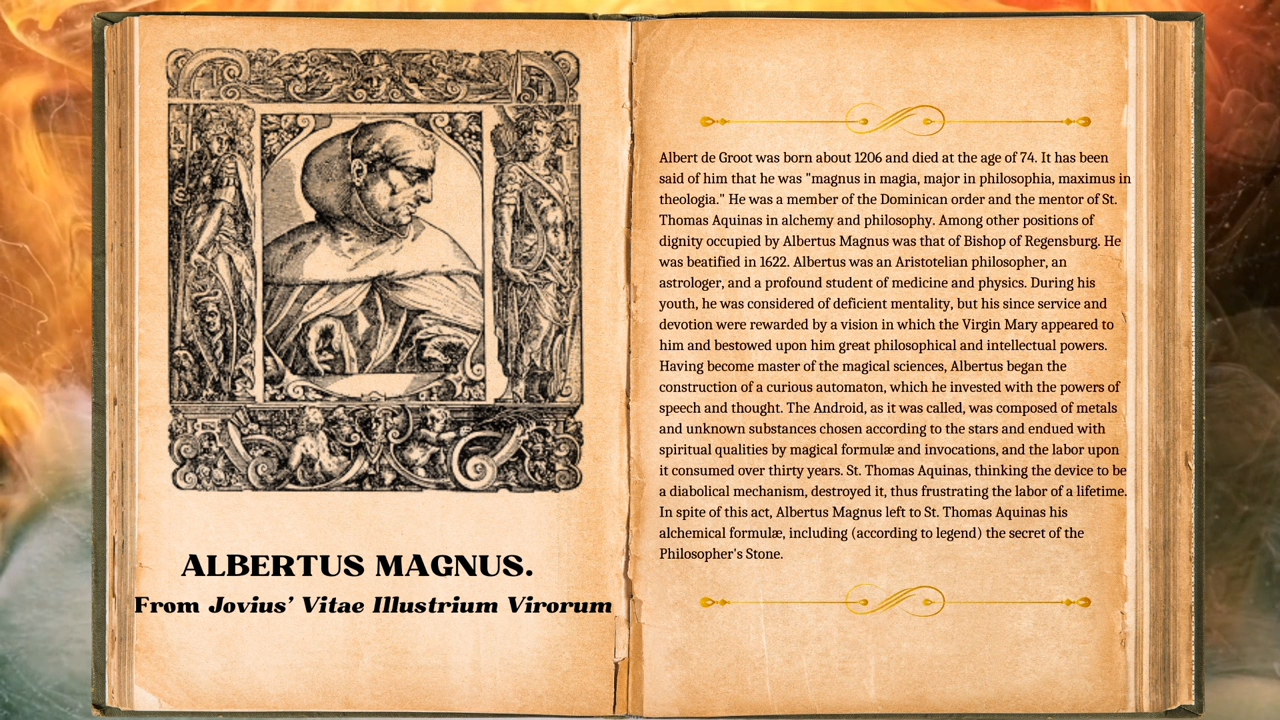 ALBERTUS MAGNUS.
From Jovius' Vitae Illustrium Virorum
Albert de Groot was born about 1206 and died at the age of 74. It has been
said of him that he was "magnus in magia, major in philosophia, maximus in
theologia." He was a member of the Dominican order and the mentor of St.
Thomas Aquinas in alchemy and philosophy. Among other positions of
dignity occupied by Albertus Magnus was that of Bishop of Regensburg. He
was beatified in 1622. Albertus was an Aristotelian philosopher, an
astrologer, and a profound student of medicine and physics. During his
youth, he was considered of deficient mentality, but his since service and
devotion were rewarded by a vision in which the Virgin Mary appeared to
him and bestowed upon him great philosophical and intellectual powers.
Having become master of the magical sciences, Albertus began the
construction of a curious automaton, which he invested with the powers of
speech and thought. The Android, as it was called, was composed of metals
and unknown substances chosen according to the stars and endued with
spiritual qualities by magical formulæ and invocations, and the labor upon
it consumed over thirty years. St. Thomas Aquinas, thinking the device to be
a diabolical mechanism, destroyed it, thus frustrating the labor of a lifetime.
In spite of this act, Albertus Magnus left to St. Thomas Aquinas his
alchemical formulæ, including (according to legend) the secret of the
Philosopher's Stone.